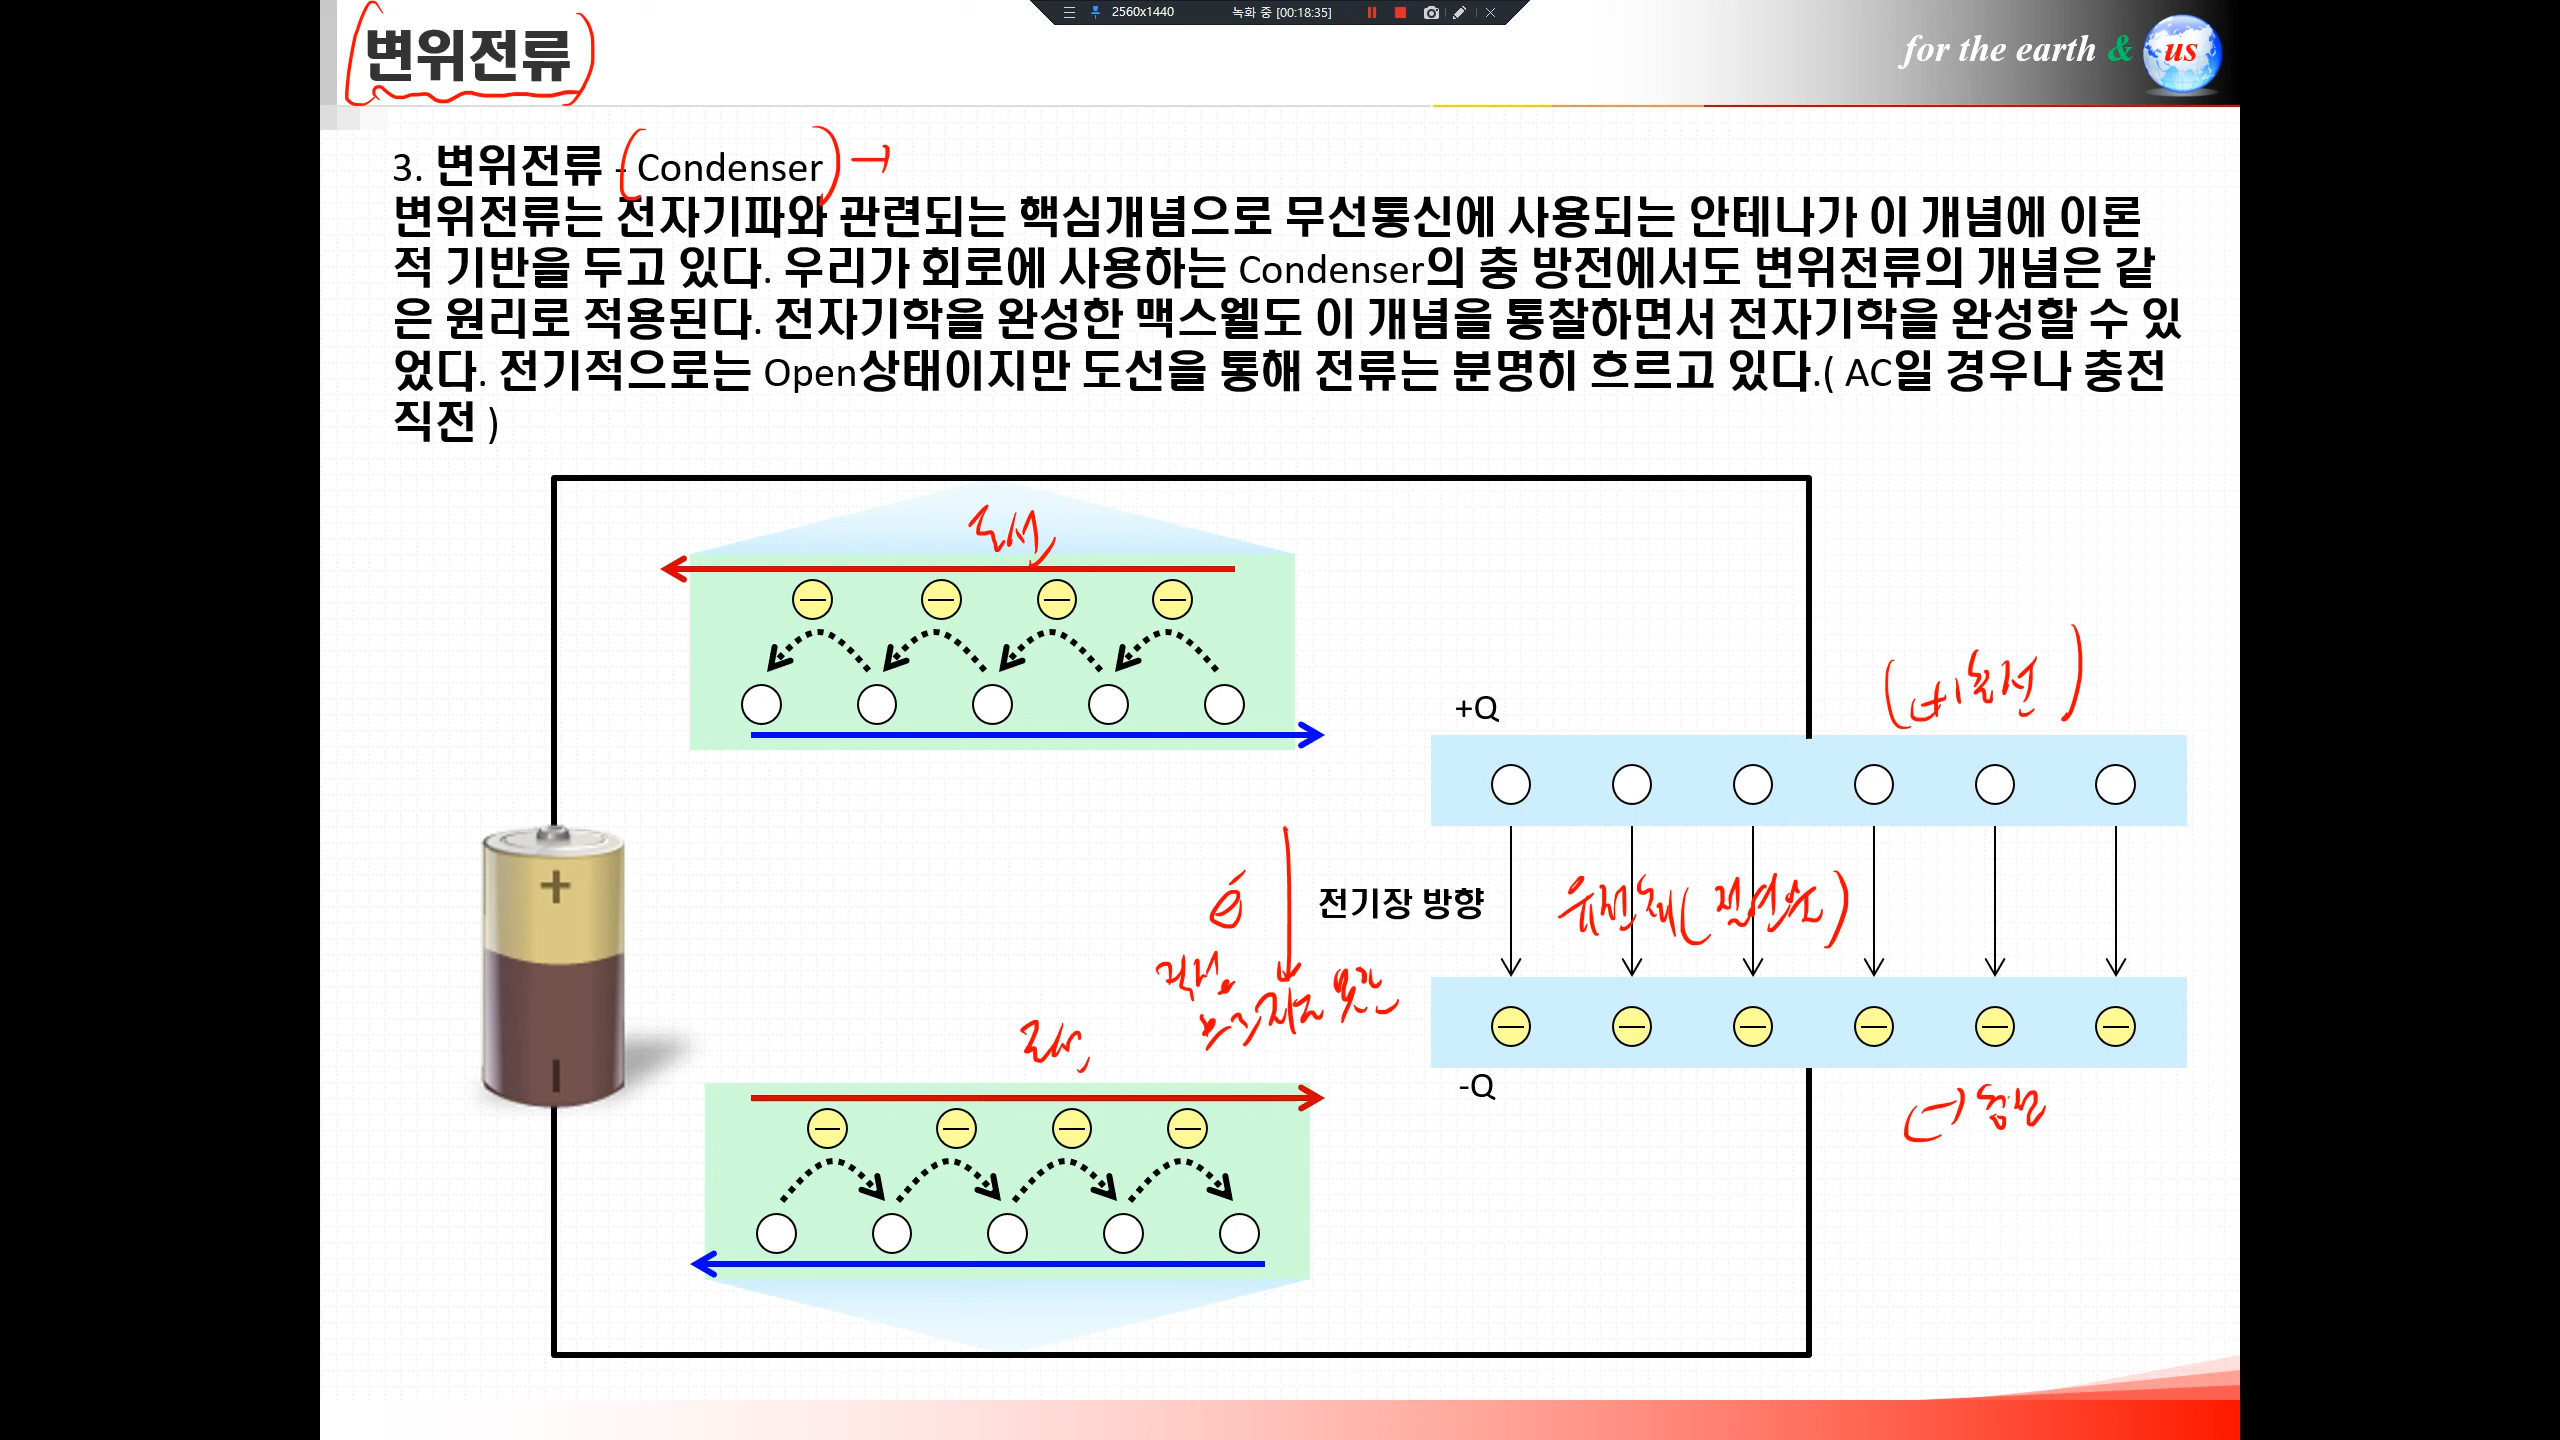 2560x1440 녹화 중 [00:18:35]
변위전류
for the earth & us
3. 변위전류 - Condenser
변위전류는 전자기파와 관련되는 핵심개념으로 무선통신에 사용되는 안테나가 이 개념에 이론
적 기반을 두고 있다. 우리가 회로에 사용하는 Condenser의 충 방전에서도 변위전류의 개념은 같
은 원리로 적용된다. 전자기학을 완성한 맥스웰도 이 개념을 통찰하면서 전자기학을 완성할 수 있
었다. 전기적으로는 Open상태이지만 도선을 통해 전류는 분명히 흐르고 있다.( AC일 경우나 충전
직전 )
도선
+Q
+
전기장 방향
유전체(절연체)
도선
-Q